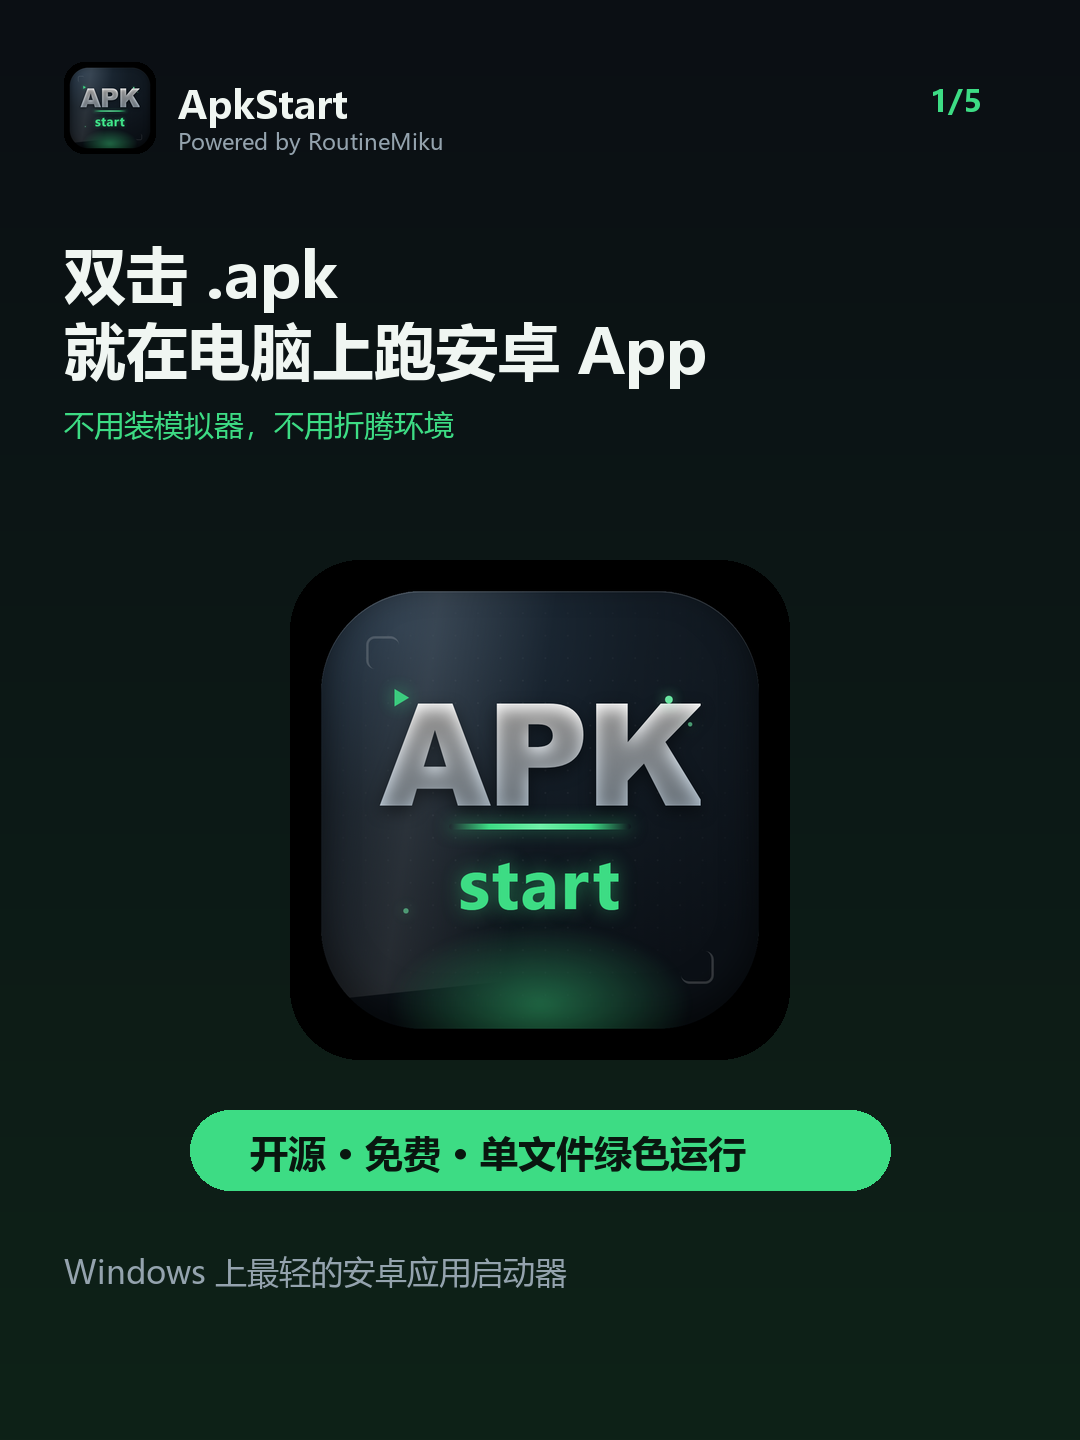 APK
start
ApkStart
Powered by RoutineMiku
1/5
双击 .apk
就在电脑上跑安卓 App
不用装模拟器，不用折腾环境
APK
start
开源・免费・单文件绿色运行
Windows 上最轻的安卓应用启动器